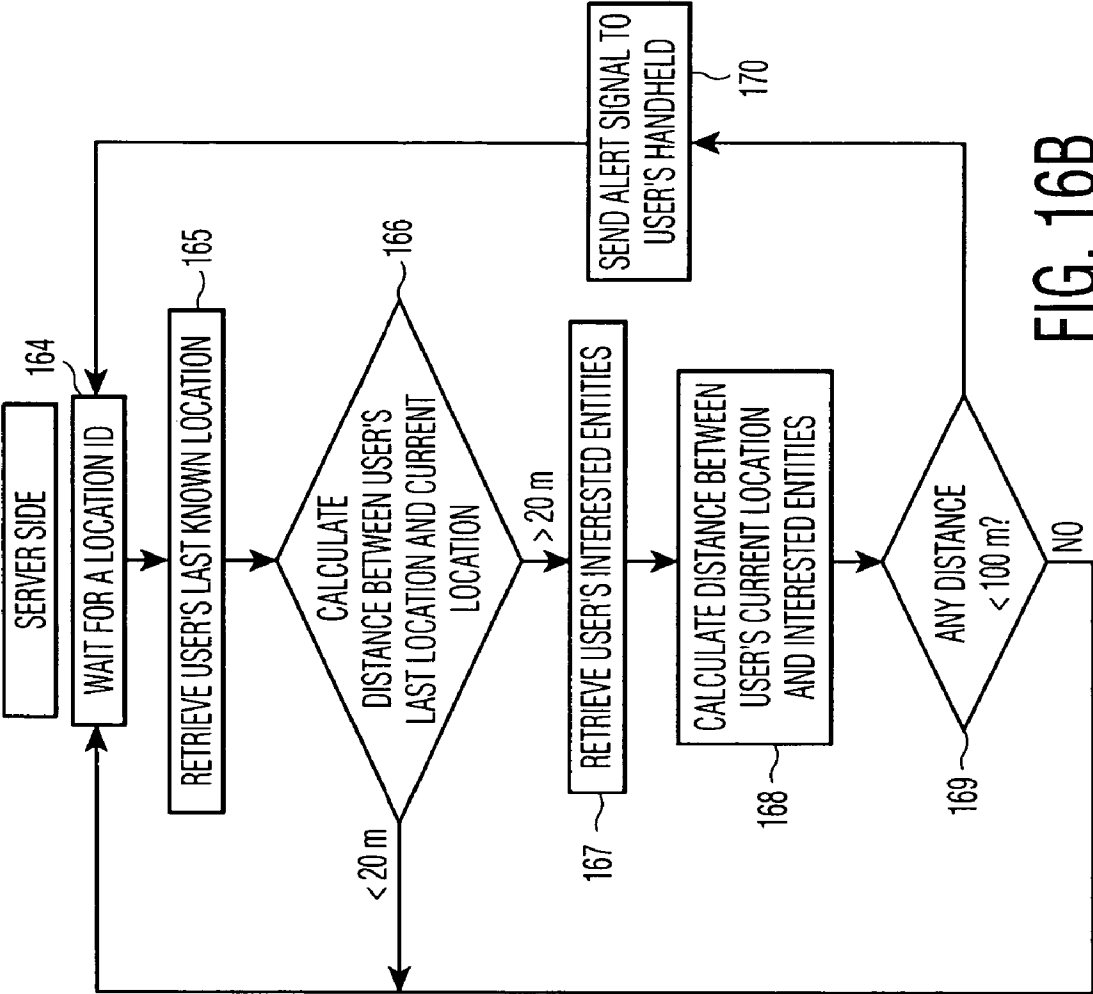 SERVER SIDE
164
WAIT FOR A LOCATION ID
165
RETRIEVE USER'S LAST KNOWN LOCATION
166
CALCULATE
DISTANCE BETWEEN USER'S
LAST LOCATION AND CURRENT
LOCATION
<20 m
>20 m
167
RETRIEVE USER'S INTERESTED ENTITIES
168
CALCULATE DISTANCE BETWEEN
USER'S CURRENT LOCATION
AND INTERESTED ENTITIES
169
ANY DISTANCE
<100 m?
NO
SEND ALERT SIGNAL TO
USER'S HANDHELD
170
FIG. 16B